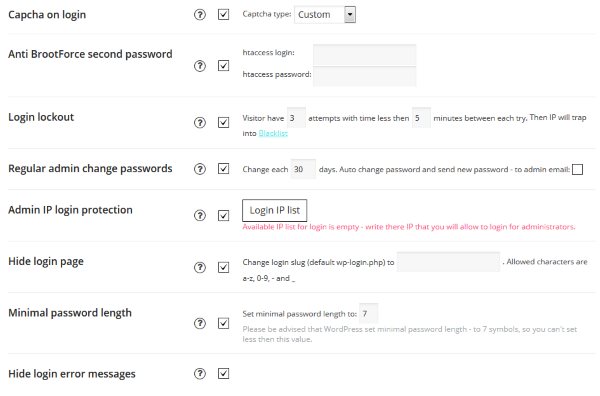 Capcha on login ? Capcha type: Custom
Anti BrootForce second password ? htaccess login:
htaccess password:
Login lockout ? Visitor have 3 attempts with time less then 5 minutes between each try, Then IP will trap
into Blacklist
Regular admin change passwords ? Change each 30 days. Auto change password and send new password - to admin email:
Admin IP login protection ? Login IP list
Available IP list for login is empty - write there IP that you will allow to login for administrators.
Hide login page ? Change login slug (default wp-login.php) to . Allowed characters are
a-z, 0-9, - and _
Minimal password length ? Set minimal password length to: 7
Please be advised that WordPress set minimal password length - to 7 symbols, so you can't set
less then this value.
Hide login error messages ?